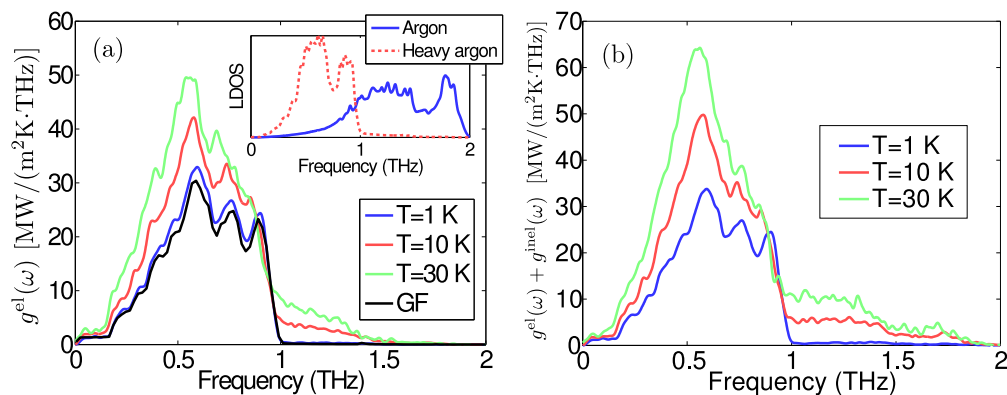 (a)
g^el(ω) [MW/(m²K·THz)]
60
50
40
30
20
10
0
0
0.5
1
1.5
2
Frequency (THz)
LDOS
0
1
2
Frequency (THz)
Argon
Heavy argon
T=1 K
T=10 K
T=30 K
GF
(b)
g^el(ω) + g^inel(ω) [MW/(m²K·THz)]
70
60
50
40
30
20
10
0
0
0.5
1
1.5
2
Frequency (THz)
T=1 K
T=10 K
T=30 K